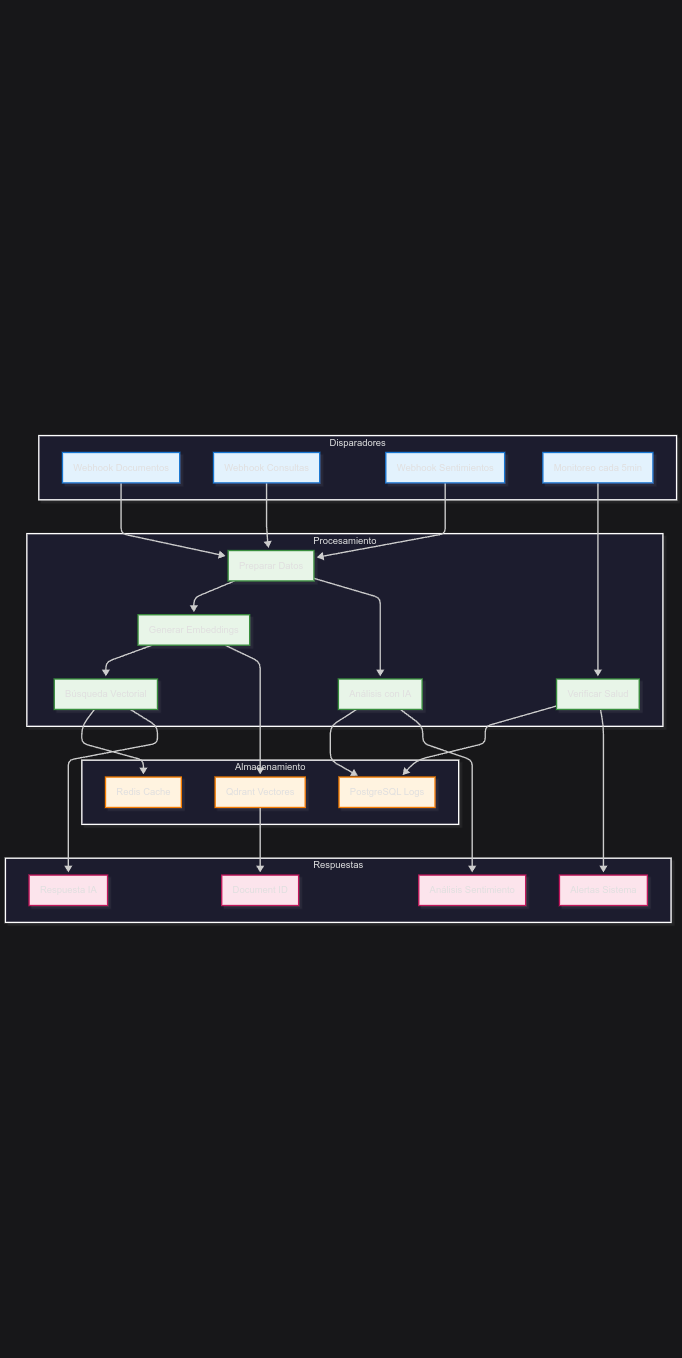 Disparadores
Webhook Documentos
Webhook Consultas
Webhook Sentimientos
Monitoreo cada 5min
Procesamiento
Preparar Datos
Generar Embeddings
Búsqueda Vectorial
Análisis con IA
Verificar Salud
Almacenamiento
Redis Cache
Qdrant Vectores
PostgreSQL Logs
Respuestas
Respuesta IA
Document ID
Análisis Sentimiento
Alertas Sistema